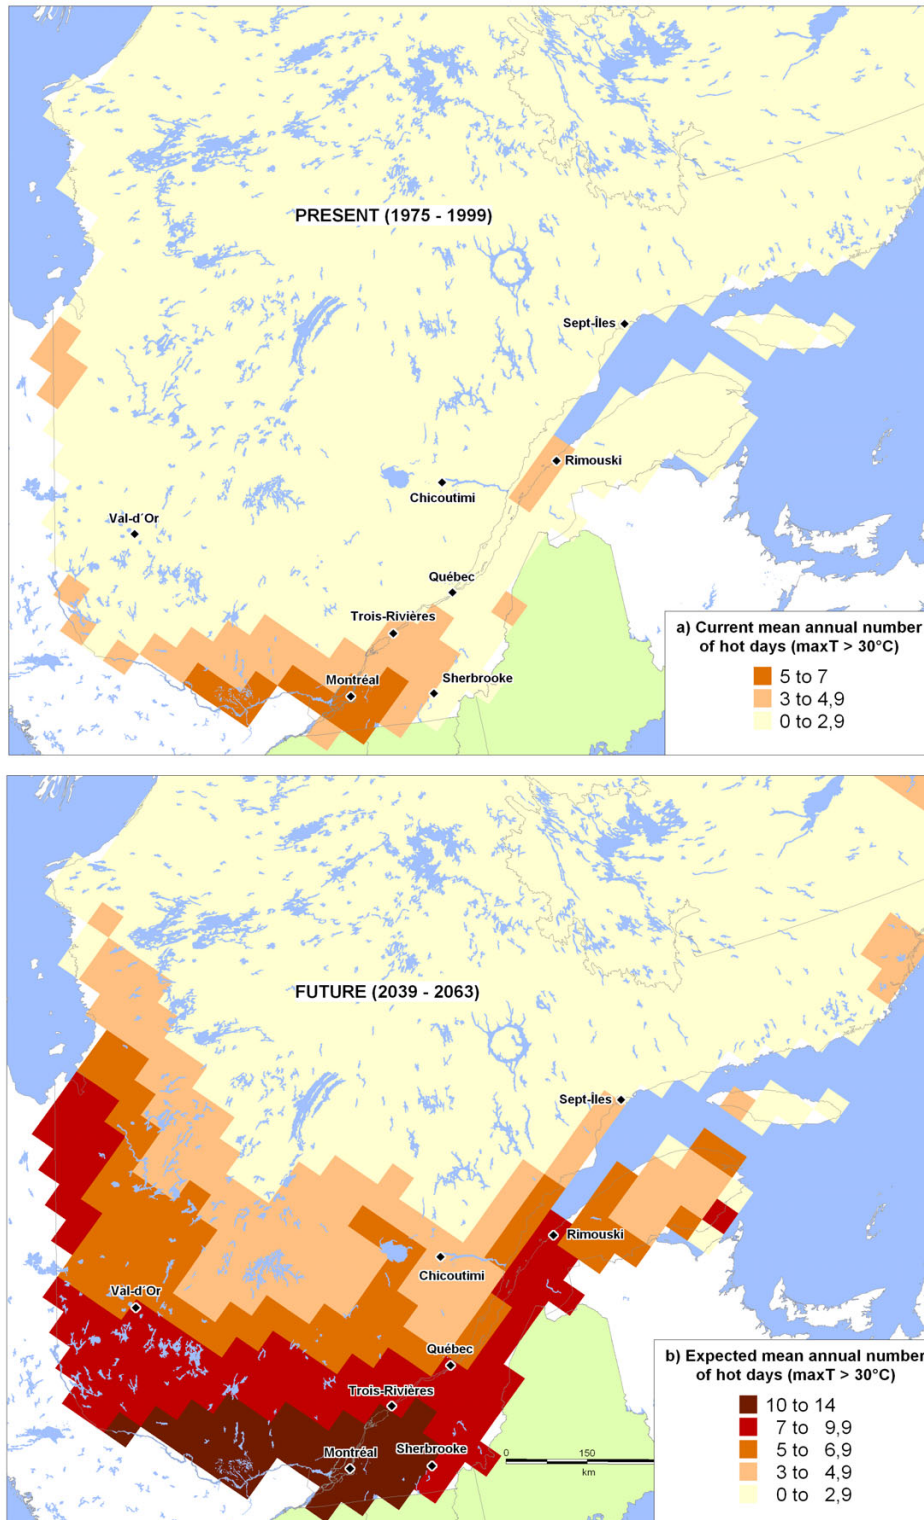 PRESENT (1975 - 1999)
Sept-Îles
Rimouski
Chicoutimi
Val-d'Or
Québec
Trois-Rivières
Montréal
Sherbrooke
a) Current mean annual number
of hot days (maxT > 30°C)
5 to 7
3 to 4,9
0 to 2,9
FUTURE (2039 - 2063)
Sept-Îles
Rimouski
Chicoutimi
Val-d'Or
Québec
Trois-Rivières
Montréal
Sherbrooke
0 150
km
b) Expected mean annual number
of hot days (maxT > 30°C)
10 to 14
7 to 9,9
5 to 6,9
3 to 4,9
0 to 2,9